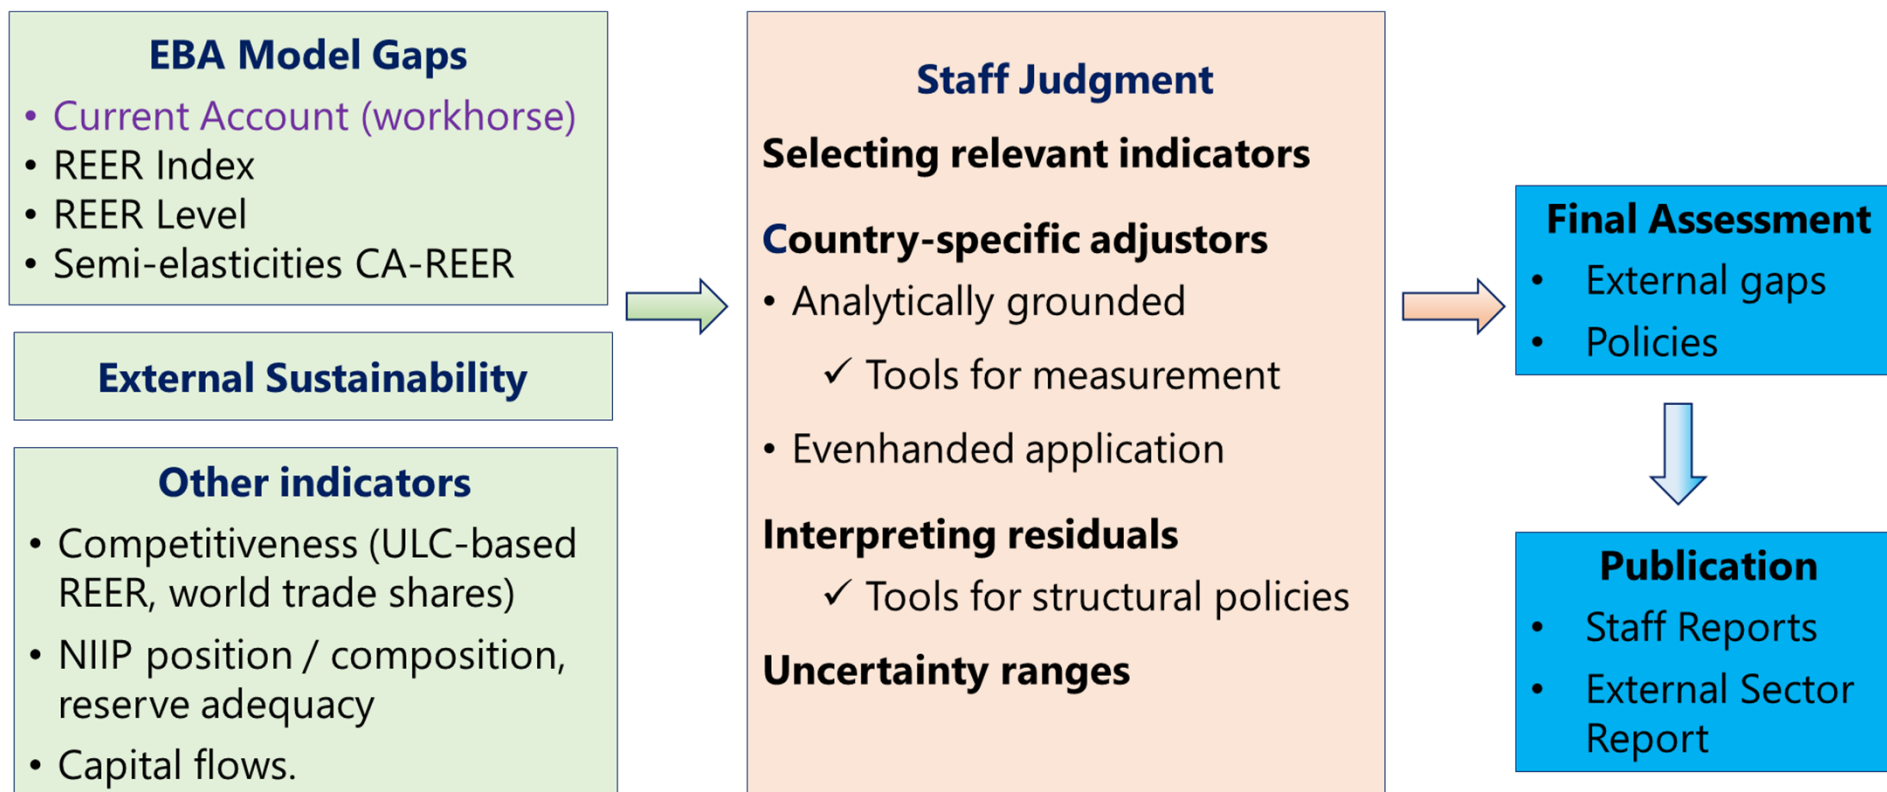 EBA Model Gaps
• Current Account (workhorse)
• REER Index
• REER Level
• Semi-elasticities CA-REER
External Sustainability
Other indicators
• Competitiveness (ULC-based
REER, world trade shares)
• NIIP position / composition,
reserve adequacy
• Capital flows.
Staff Judgment
Selecting relevant indicators
Country-specific adjustors
• Analytically grounded
✓ Tools for measurement
• Evenhanded application
Interpreting residuals
✓ Tools for structural policies
Uncertainty ranges
Final Assessment
• External gaps
• Policies
Publication
• Staff Reports
• External Sector
Report